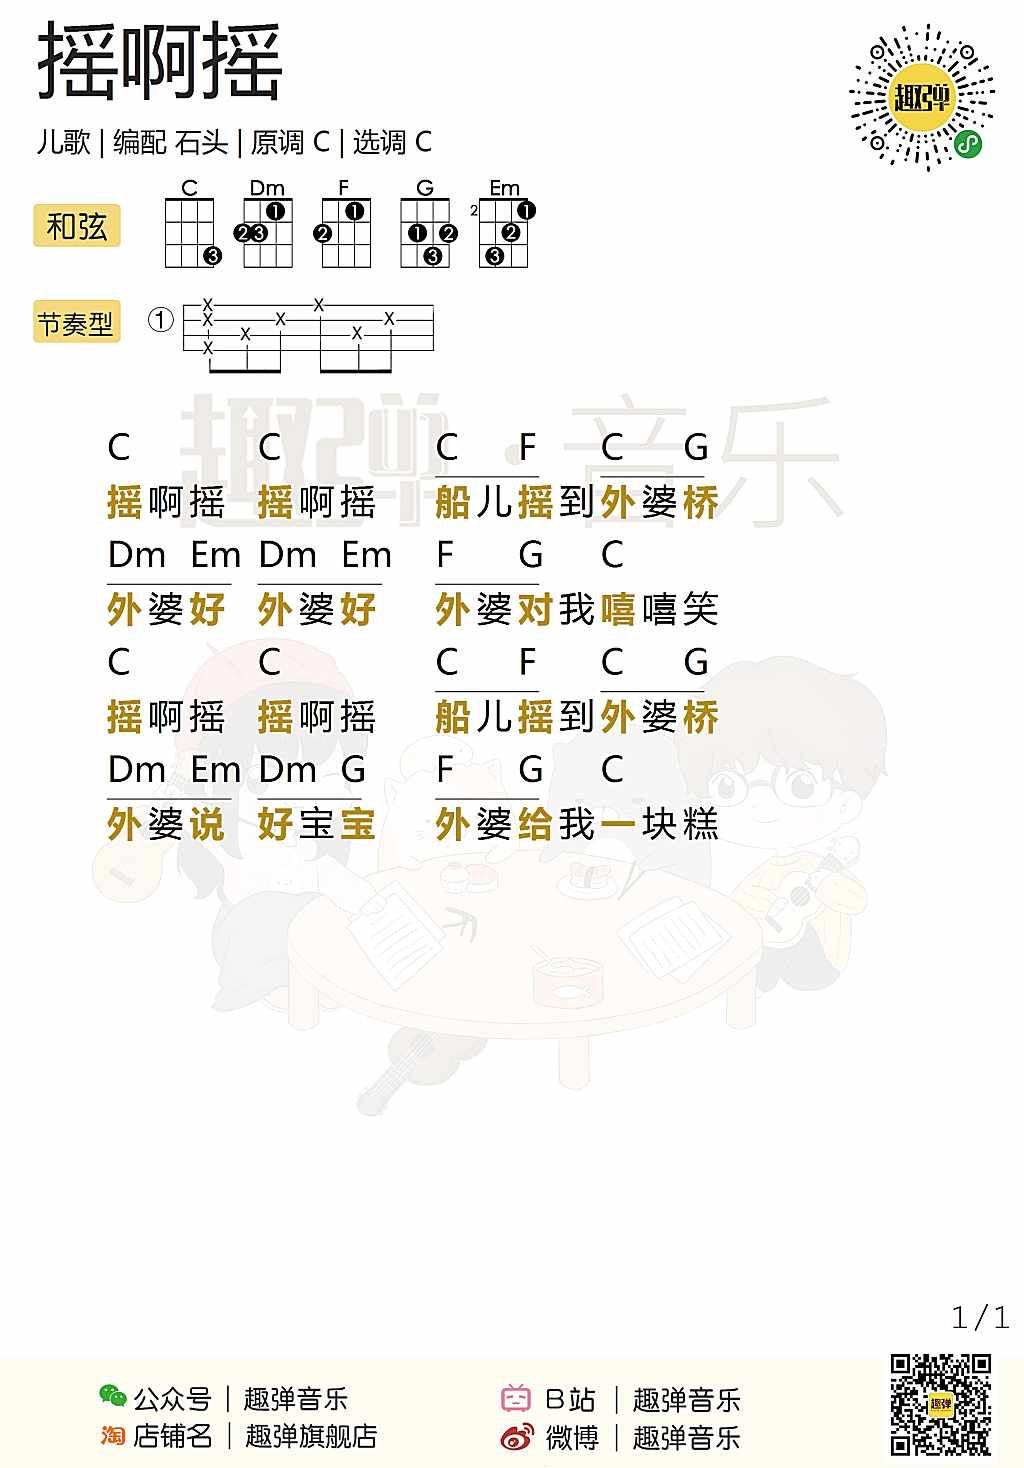 摇啊摇
趣弹
儿歌 | 编配 石头 | 原调 C | 选调 C
和弦
C Dm F G Em
3
1 2 3
1 2
1 2 3
2 1 2 3
节奏型 ①
X X X X X X X X
趣弹·音乐
C C C F C G
摇啊摇 摇啊摇 船儿摇到外婆桥
Dm Em Dm Em F G C
外婆好 外婆好 外婆对我嘻嘻笑
C C C F C G
摇啊摇 摇啊摇 船儿摇到外婆桥
Dm Em Dm G F G C
外婆说 好宝宝 外婆给我一块糕
1/1
公众号 | 趣弹音乐
B站 | 趣弹音乐
淘 店铺名 | 趣弹旗舰店
微博 | 趣弹音乐
趣弹